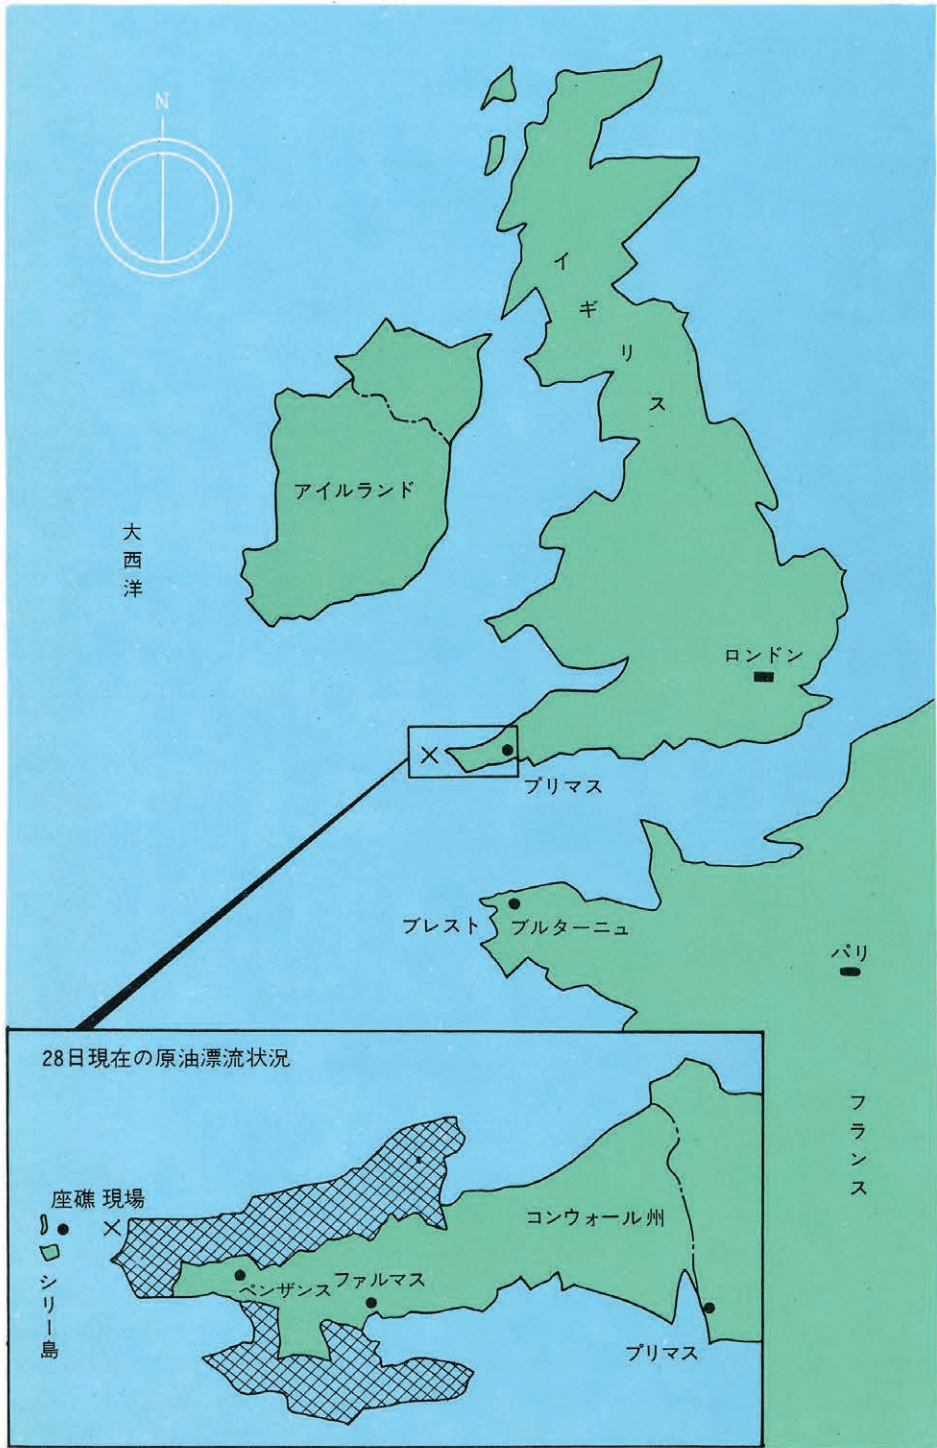 N
イギリス
アイルランド
大西洋
ロンドン
プリマス
ブレスト
ブルターニュ
パリ
フランス
28日現在の原油漂流状況
座礁現場
シリー島
コンウォール州
ペンザンス
ファルマス
プリマス